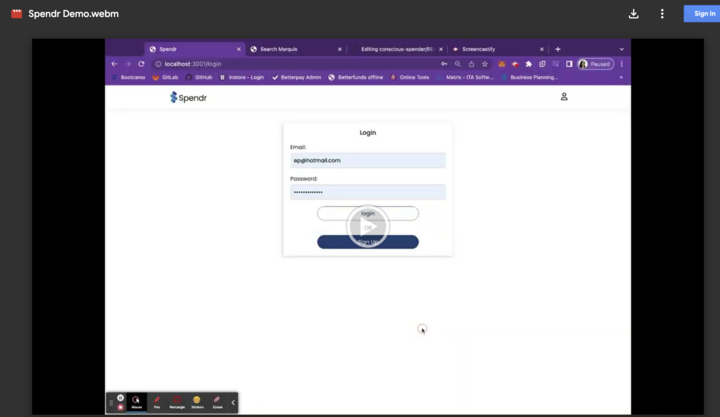 Spendr Demo.webm
Sign In
Spendr
Search Marquis
Editing conscious-spender/RE
Screencastify
localhost:3001/login
Paused
Bootcamp
GitLab
GitHub
Instore - Login
Betterpay Admin
Betterfunds offline
Online Tools
Matrix - ITA Softw...
Business Planning...
Spendr
Login
Email:
ep@hotmail.com
Password:
login
OR
Sign Up
Mouse
Pen
Rectangle
Stickers
Eraser